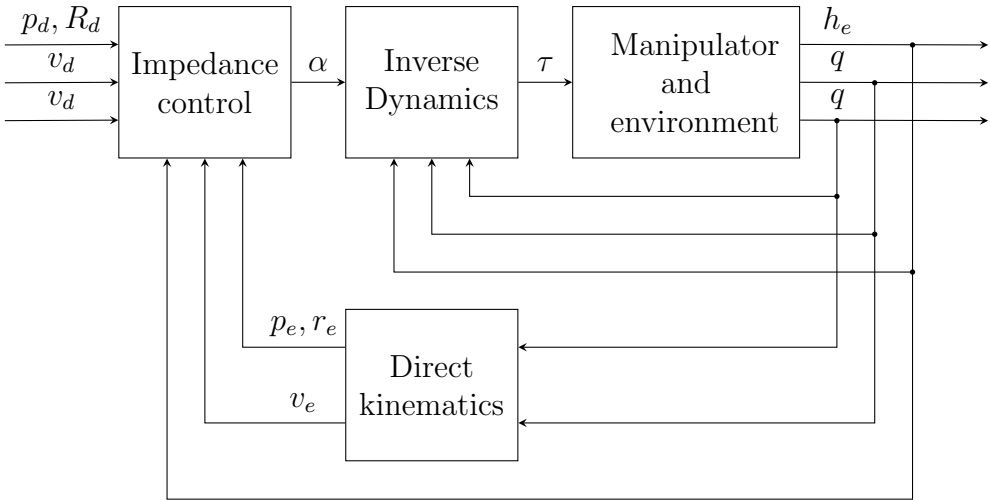 p_d, R_d
v_d
v_d
Impedance
control
α
Inverse
Dynamics
τ
Manipulator
and
environment
h_e
q
q
p_e, r_e
v_e
Direct
kinematics